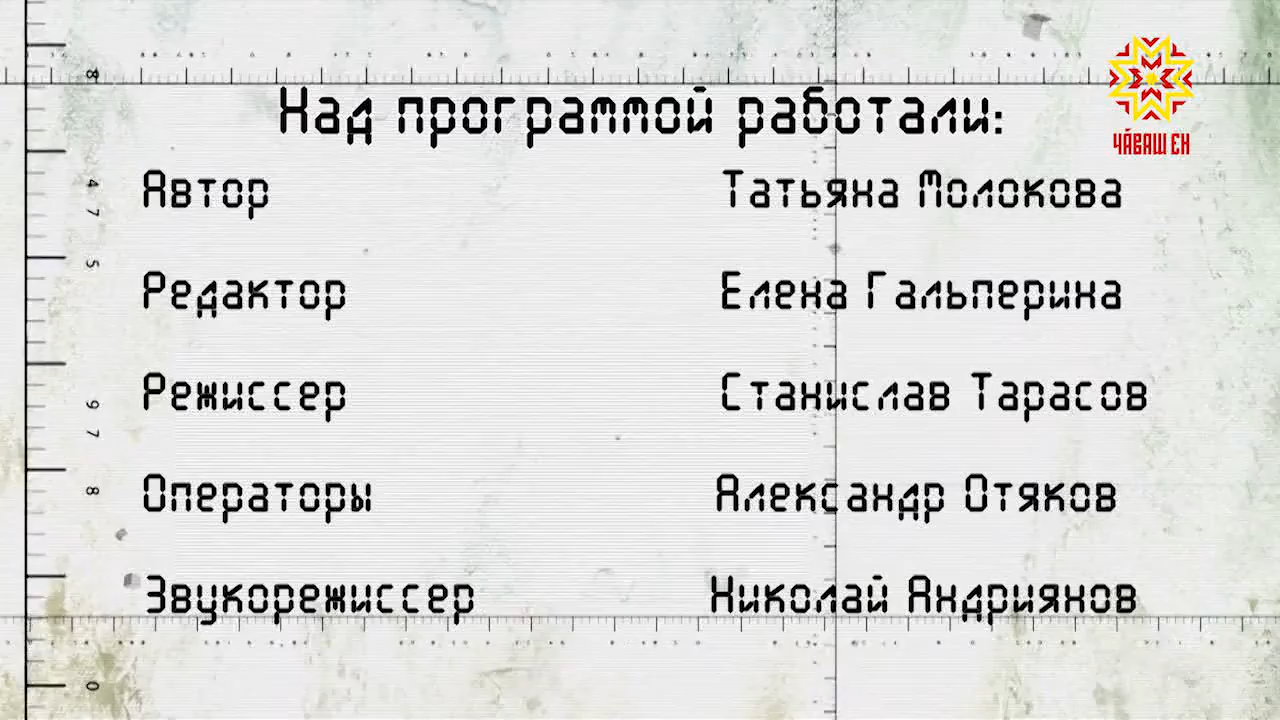 Над программой работали:
ЧӐВАШ ЕН
Автор Татьяна Молокова
Редактор Елена Гальперина
Режиссер Станислав Тарасов
Операторы Александр Отяков
Звукорежиссер Николай Андриянов